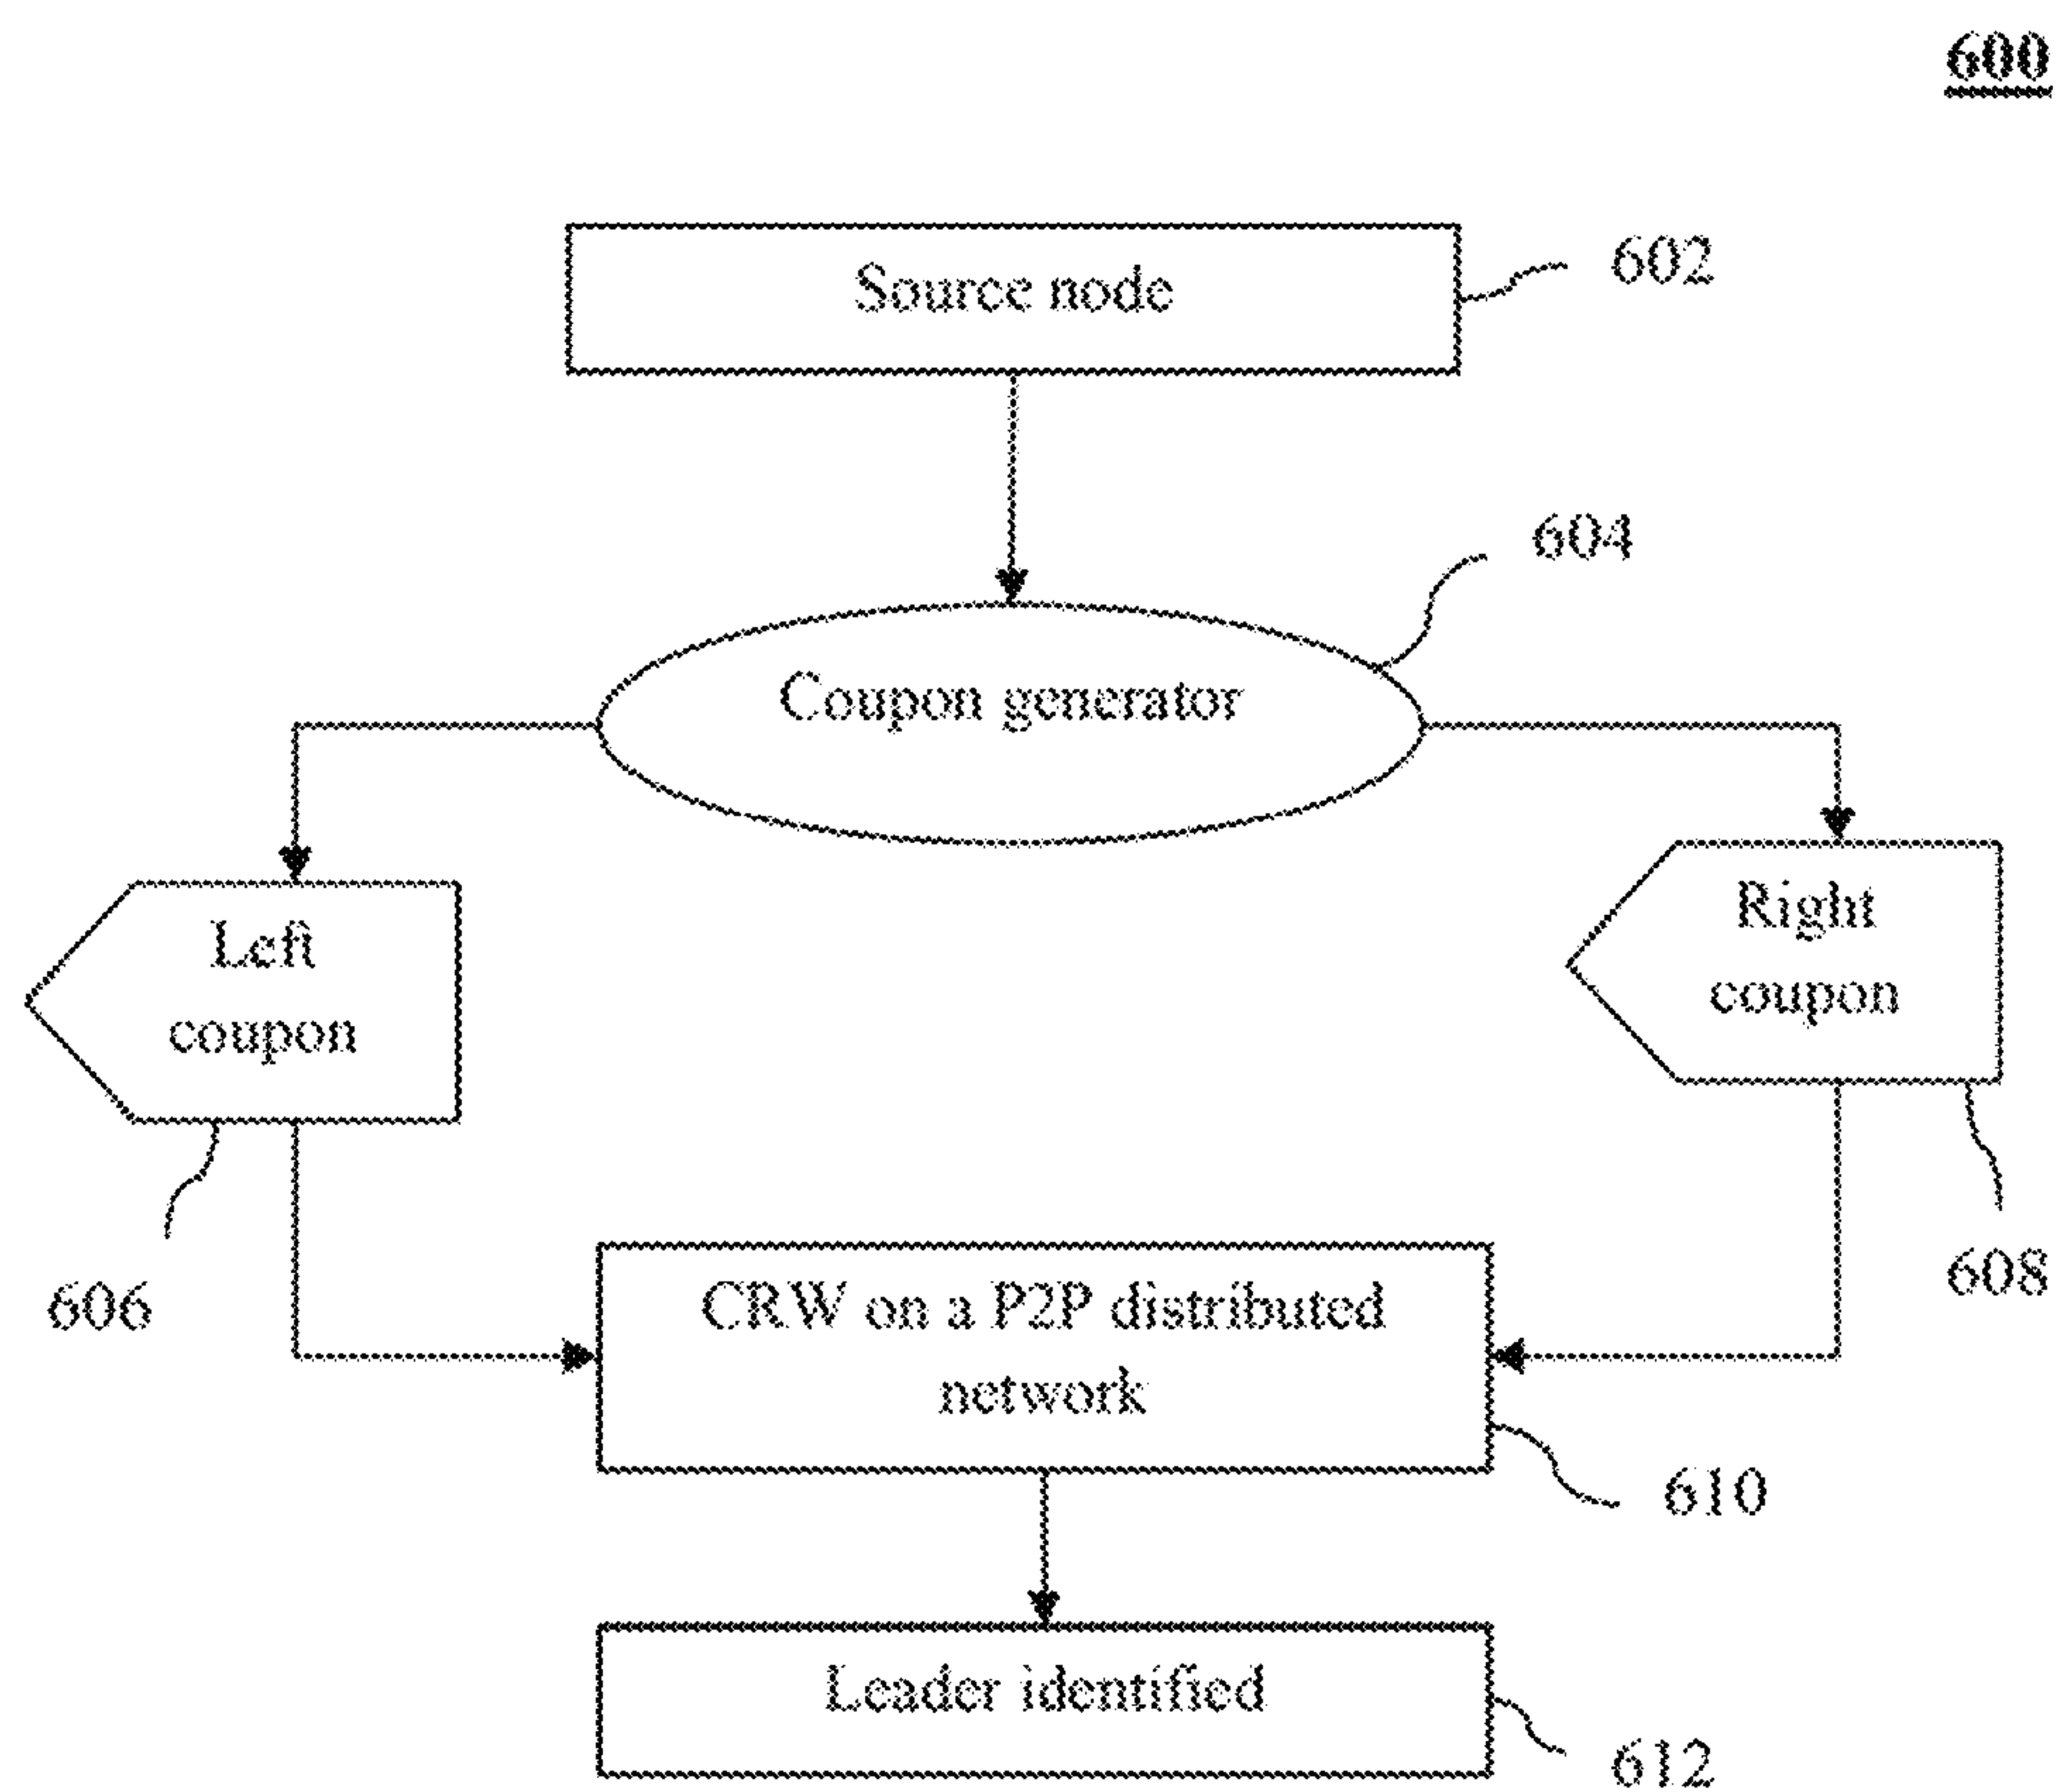 600
Source node
602
604
Coupon generator
Left
coupon
Right
coupon
606
608
CRW on a P2P distributed
network
610
Leader identified
612